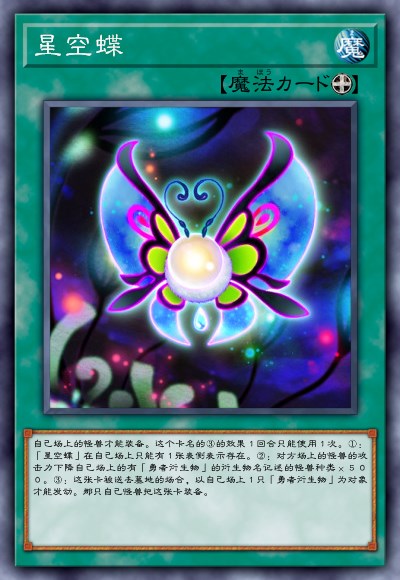 星空蝶
魔
【魔法カード】
まほう
自己场上的怪兽才能装备。这个卡名的③的效果1回合只能使用1次。①：
「星空蝶」在自己场上只能有1张表侧表示存在。②：对方场上的怪兽的攻
击力下降自己场上的有「勇者衍生物」的衍生物名记述的怪兽种类×50
0。③：这张卡被送去墓地的场合，以自己场上1只「勇者衍生物」为对象
才能发动。那只自己怪兽把这张卡装备。